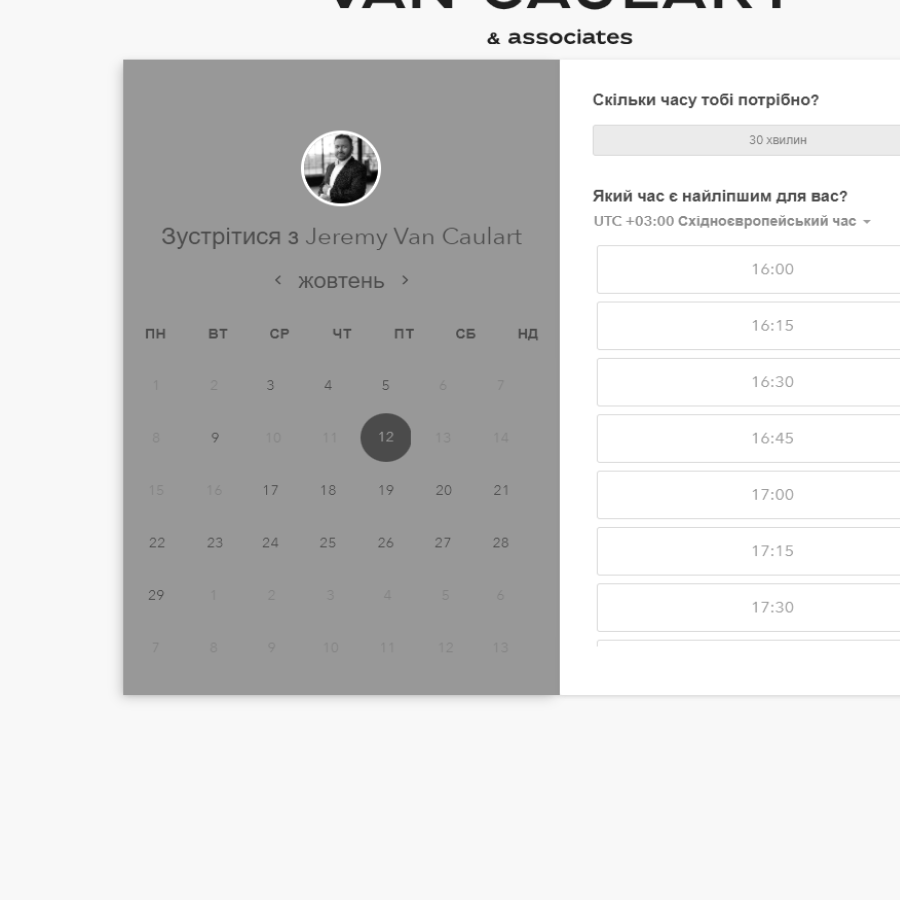 VAN CAULART
& associates
Зустрітися з Jeremy Van Caulart
жовтень
ПН ВТ СР ЧТ ПТ СБ НД
1 2 3 4 5 6 7
8 9 10 11 12 13 14
15 16 17 18 19 20 21
22 23 24 25 26 27 28
29 1 2 3 4 5 6
7 8 9 10 11 12 13
Скільки часу тобі потрібно?
30 хвилин
Який час є найліпшим для вас?
UTC +03:00 Східноєвропейський час
16:00
16:15
16:30
16:45
17:00
17:15
17:30